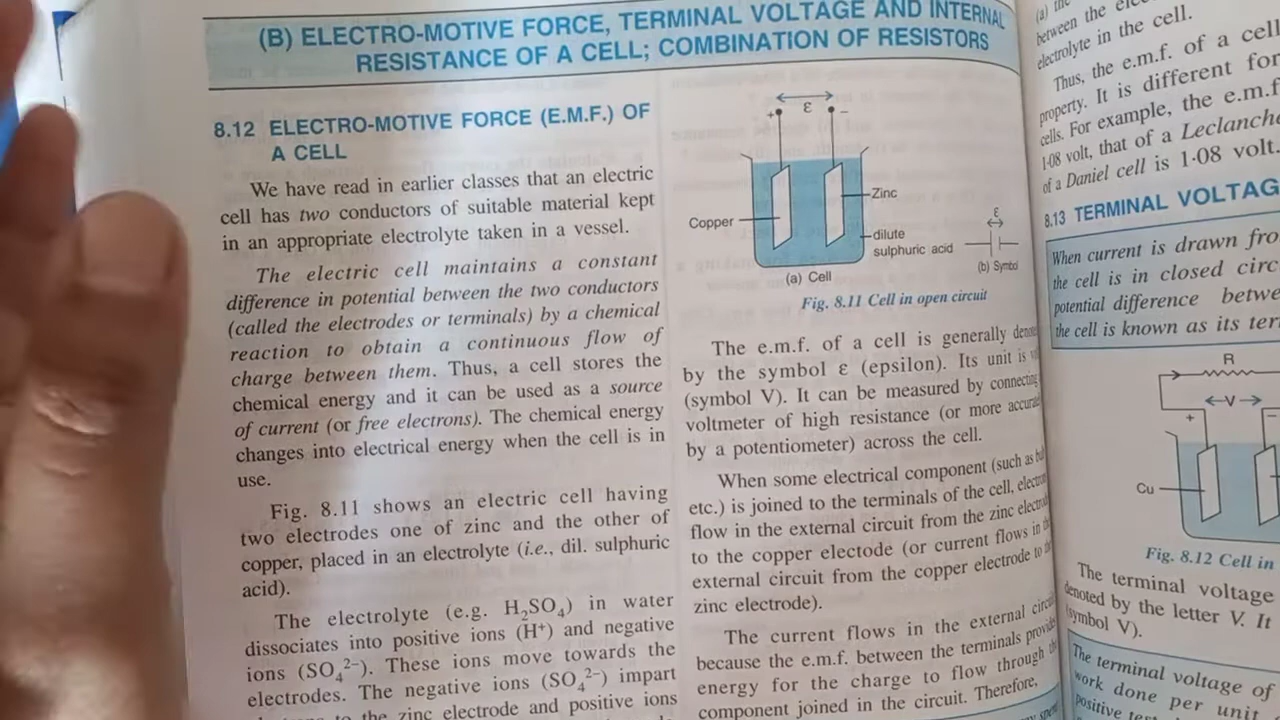 (B) ELECTRO-MOTIVE FORCE, TERMINAL VOLTAGE AND INTERNAL
RESISTANCE OF A CELL; COMBINATION OF RESISTORS
8.12 ELECTRO-MOTIVE FORCE (E.M.F.) OF
A CELL
We have read in earlier classes that an electric
cell has two conductors of suitable material kept
in an appropriate electrolyte taken in a vessel.
The electric cell maintains a constant
difference in potential between the two conductors
(called the electrodes or terminals) by a chemical
reaction to obtain a continuous flow of
charge between them. Thus, a cell stores the
chemical energy and it can be used as a source
of current (or free electrons). The chemical energy
changes into electrical energy when the cell is in
use.
Fig. 8.11 shows an electric cell having
two electrodes one of zinc and the other of
copper, placed in an electrolyte (i.e., dil. sulphuric
acid).
The electrolyte (e.g. H₂SO₄) in water
dissociates into positive ions (H⁺) and negative
ions (SO₄²⁻). These ions move towards the
electrodes. The negative ions (SO₄²⁻) impart
to the zinc electrode and positive ions
+ ε -
Copper
Zinc
dilute
sulphuric acid
ε
(a) Cell
(b) Symbol
Fig. 8.11 Cell in open circuit
The e.m.f. of a cell is generally
by the symbol ε (epsilon). Its unit is
(symbol V). It can be measured by connecting
voltmeter of high resistance (or more
by a potentiometer) across the cell.
When some electrical component (such as
etc.) is joined to the terminals of the cell,
flow in the external circuit from the zinc
to the copper electode (or current flows in
external circuit from the copper electrode to
zinc electrode).
The current flows in the external
because the e.m.f. between the terminals
energy for the charge to flow through
component joined in the circuit. Therefore,
(a) the
between the
electrolyte in the cell.
Thus, the e.m.f. of a cell
property. It is different for
cells. For example, the e.m.f
1·08 volt, that of a
of a Daniel cell is 1·08 volt.
8.13 TERMINAL
When current is drawn
the cell is in closed
potential difference
the cell is known as its
R
V
+ -
Cu
Fig. 8.12 Cell in
The terminal voltage
denoted by the letter V. It
(symbol V).
The terminal voltage of
work done per unit
positive